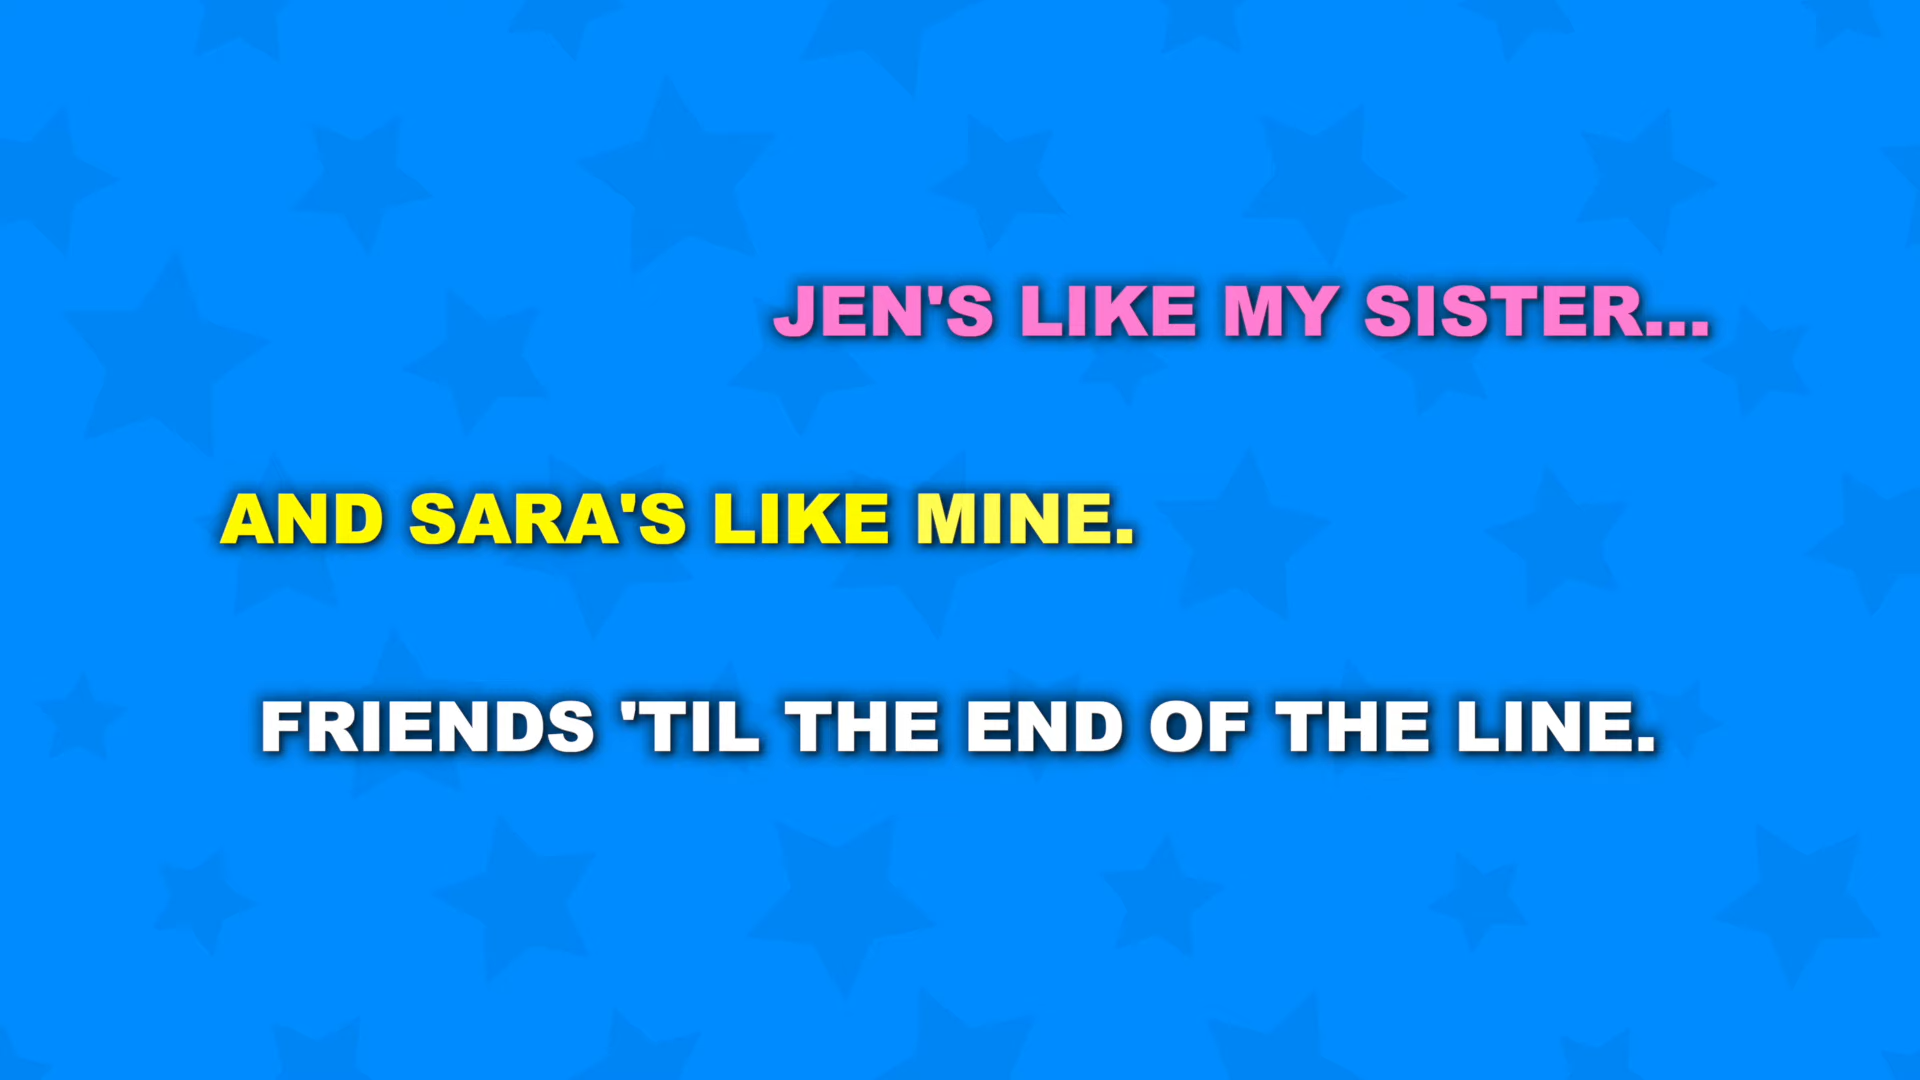 JEN'S LIKE MY SISTER...
AND SARA'S LIKE MINE.
FRIENDS 'TIL THE END OF THE LINE.